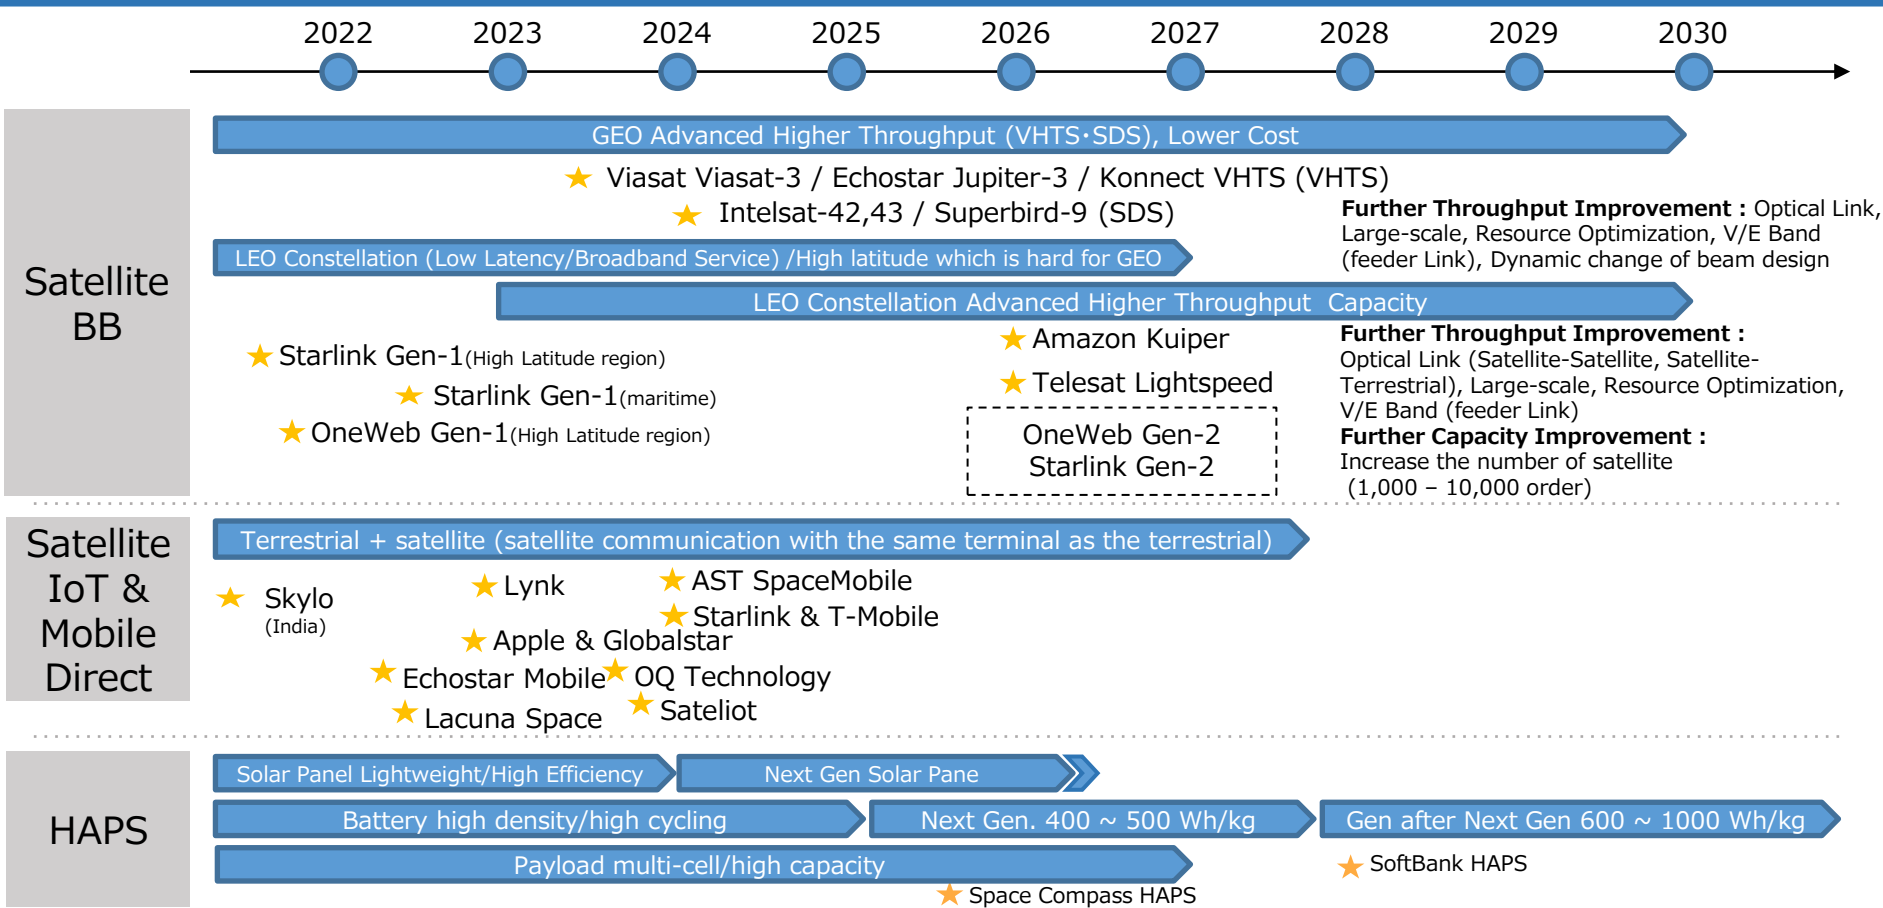 2022 2023 2024 2025 2026 2027 2028 2029 2030
Satellite
BB
GEO Advanced Higher Throughput (VHTS・SDS), Lower Cost
Viasat Viasat-3 / Echostar Jupiter-3 / Konnect VHTS (VHTS)
Intelsat-42,43 / Superbird-9 (SDS)
Further Throughput Improvement : Optical Link,
Large-scale, Resource Optimization, V/E Band
(feeder Link), Dynamic change of beam design
LEO Constellation (Low Latency/Broadband Service) /High latitude which is hard for GEO
LEO Constellation Advanced Higher Throughput Capacity
Starlink Gen-1(High Latitude region)
Starlink Gen-1(maritime)
OneWeb Gen-1(High Latitude region)
Amazon Kuiper
Telesat Lightspeed
OneWeb Gen-2
Starlink Gen-2
Further Throughput Improvement :
Optical Link (Satellite-Satellite, Satellite-
Terrestrial), Large-scale, Resource Optimization,
V/E Band (feeder Link)
Further Capacity Improvement :
Increase the number of satellite
(1,000 – 10,000 order)
Satellite
IoT &
Mobile
Direct
Terrestrial + satellite (satellite communication with the same terminal as the terrestrial)
Skylo
(India)
Lynk
AST SpaceMobile
Starlink & T-Mobile
Apple & Globalstar
Echostar Mobile
OQ Technology
Lacuna Space
Sateliot
HAPS
Solar Panel Lightweight/High Efficiency
Next Gen Solar Pane
Battery high density/high cycling
Next Gen. 400 ~ 500 Wh/kg
Gen after Next Gen 600 ~ 1000 Wh/kg
Payload multi-cell/high capacity
SoftBank HAPS
Space Compass HAPS